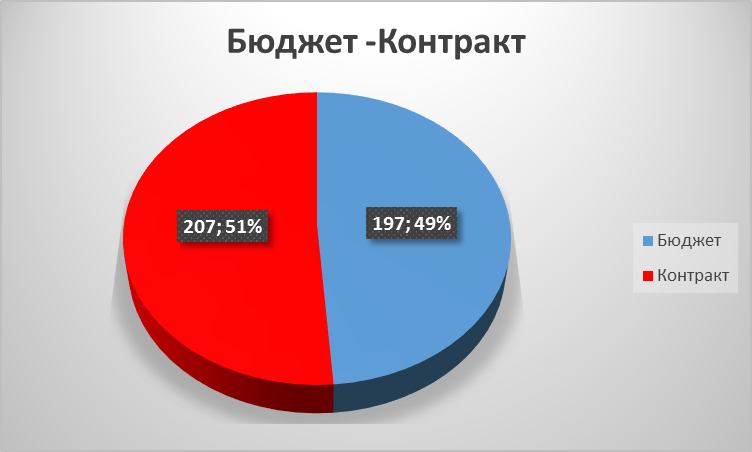 Бюджет -Контракт
207; 51%
197; 49%
Бюджет
Контракт